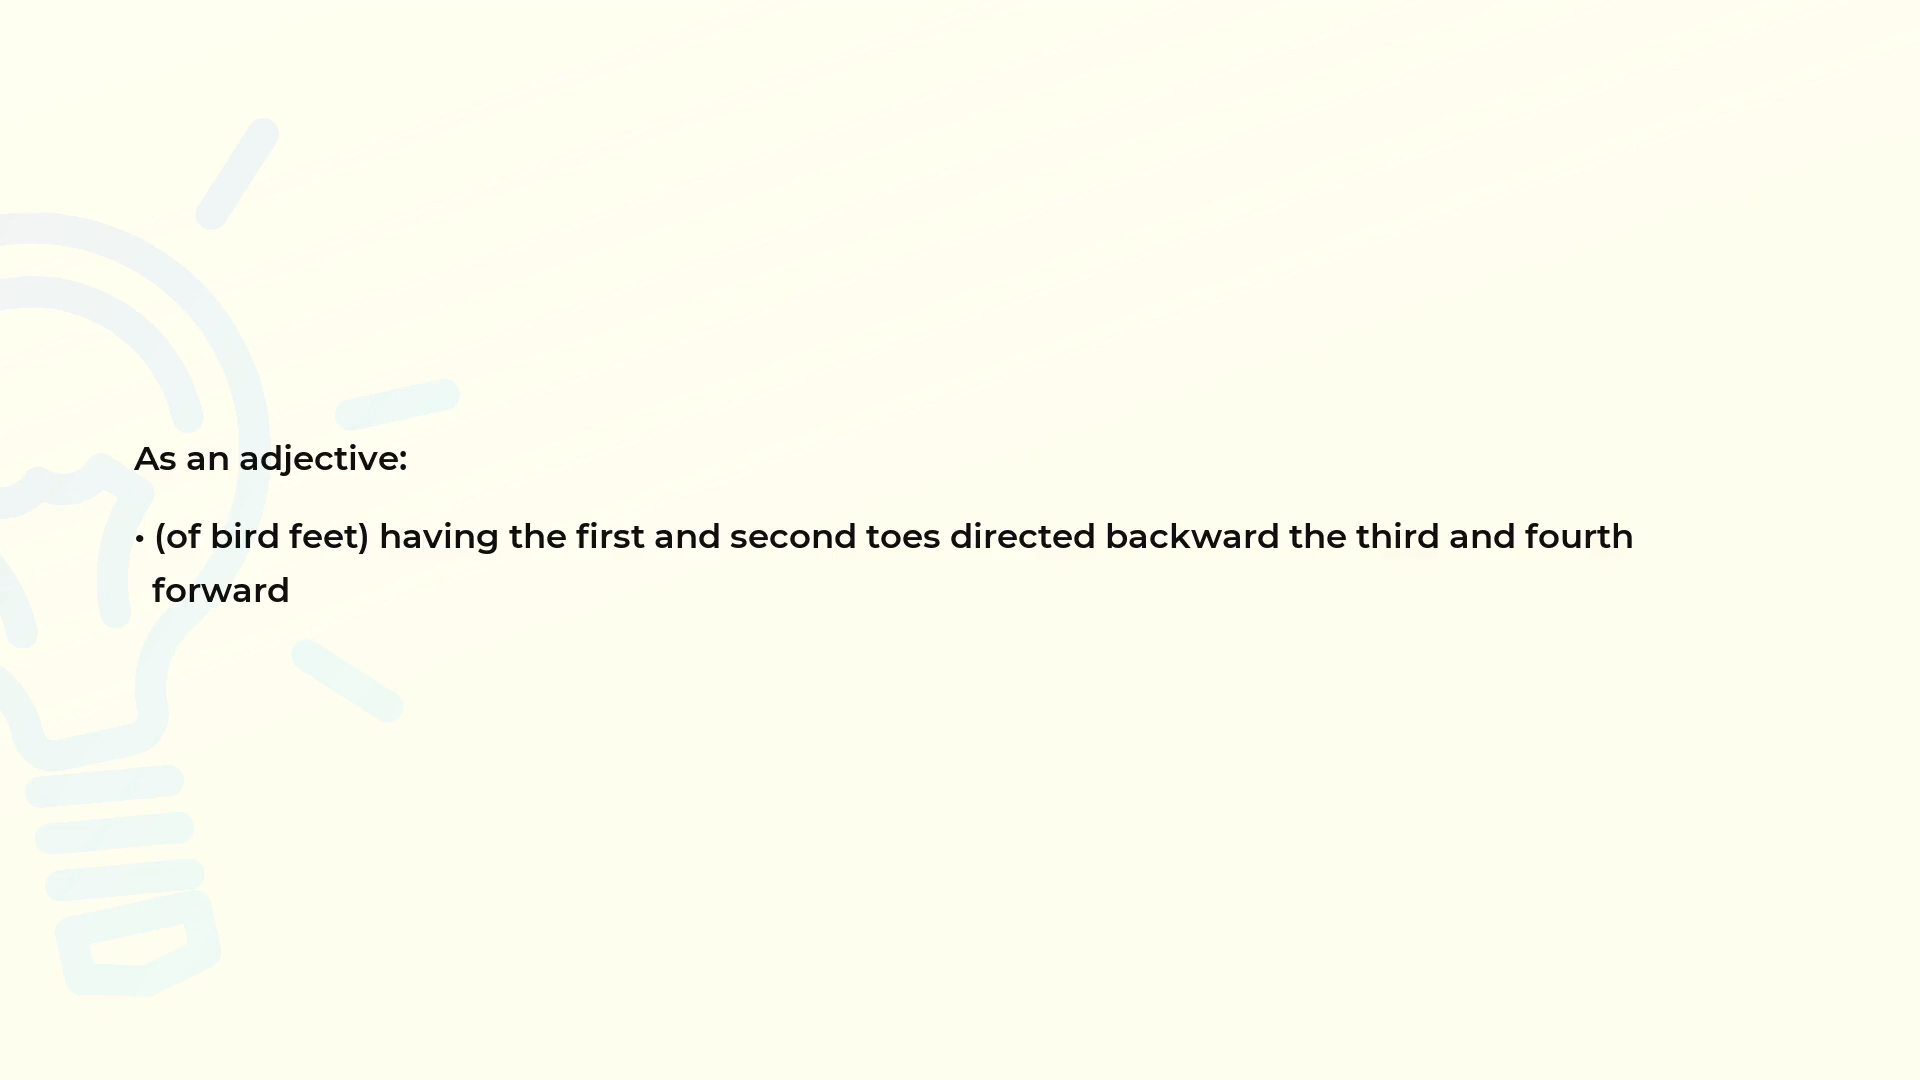 As an adjective:
• (of bird feet) having the first and second toes directed backward the third and fourth
forward